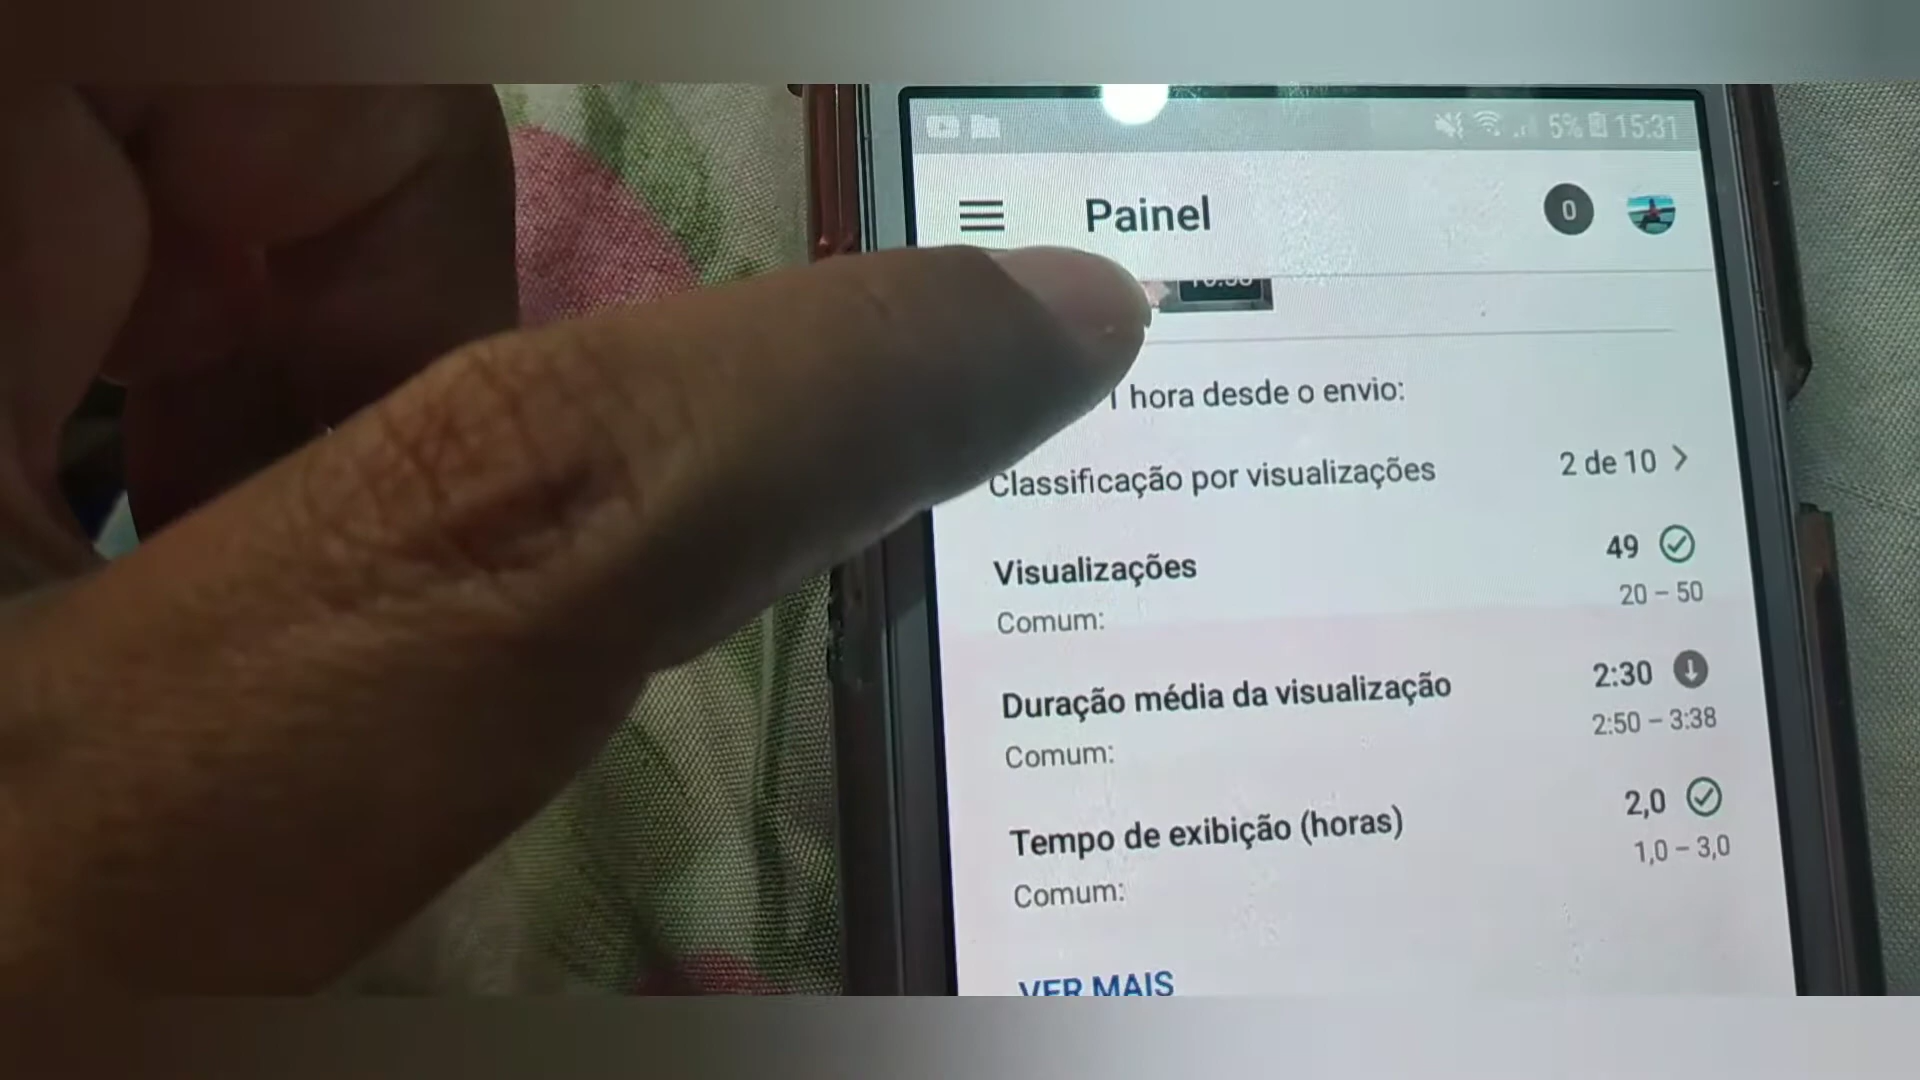 5% 15:31
Painel
0
1 hora desde o envio:
Classificação por visualizações 2 de 10
Visualizações 49
Comum: 20 – 50
Duração média da visualização 2:30
Comum: 2:50 – 3:38
Tempo de exibição (horas) 2,0
Comum: 1,0 – 3,0
VER MAIS